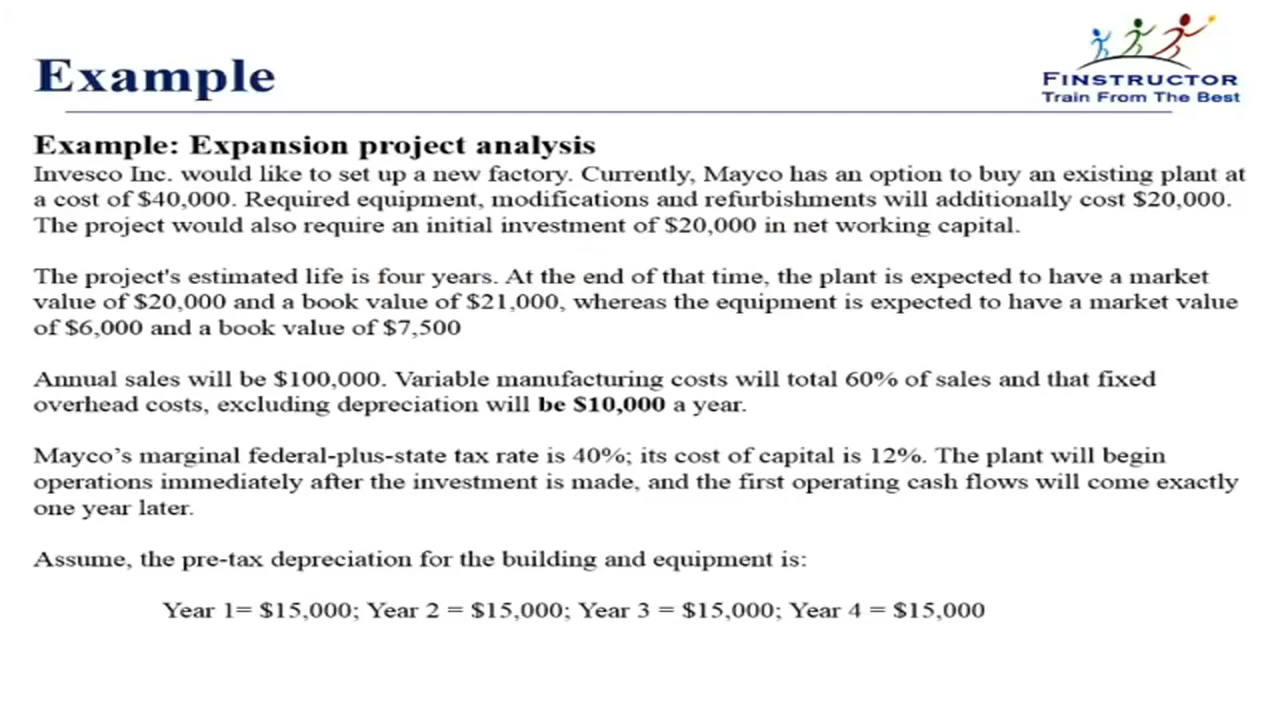 Example
FINSTRUCTOR
Train From The Best
Example: Expansion project analysis
Invesco Inc. would like to set up a new factory. Currently, Mayco has an option to buy an existing plant at
a cost of $40,000. Required equipment, modifications and refurbishments will additionally cost $20,000.
The project would also require an initial investment of $20,000 in net working capital.
The project's estimated life is four years. At the end of that time, the plant is expected to have a market
value of $20,000 and a book value of $21,000, whereas the equipment is expected to have a market value
of $6,000 and a book value of $7,500
Annual sales will be $100,000. Variable manufacturing costs will total 60% of sales and that fixed
overhead costs, excluding depreciation will be $10,000 a year.
Mayco’s marginal federal-plus-state tax rate is 40%; its cost of capital is 12%. The plant will begin
operations immediately after the investment is made, and the first operating cash flows will come exactly
one year later.
Assume, the pre-tax depreciation for the building and equipment is:
Year 1= $15,000; Year 2 = $15,000; Year 3 = $15,000; Year 4 = $15,000